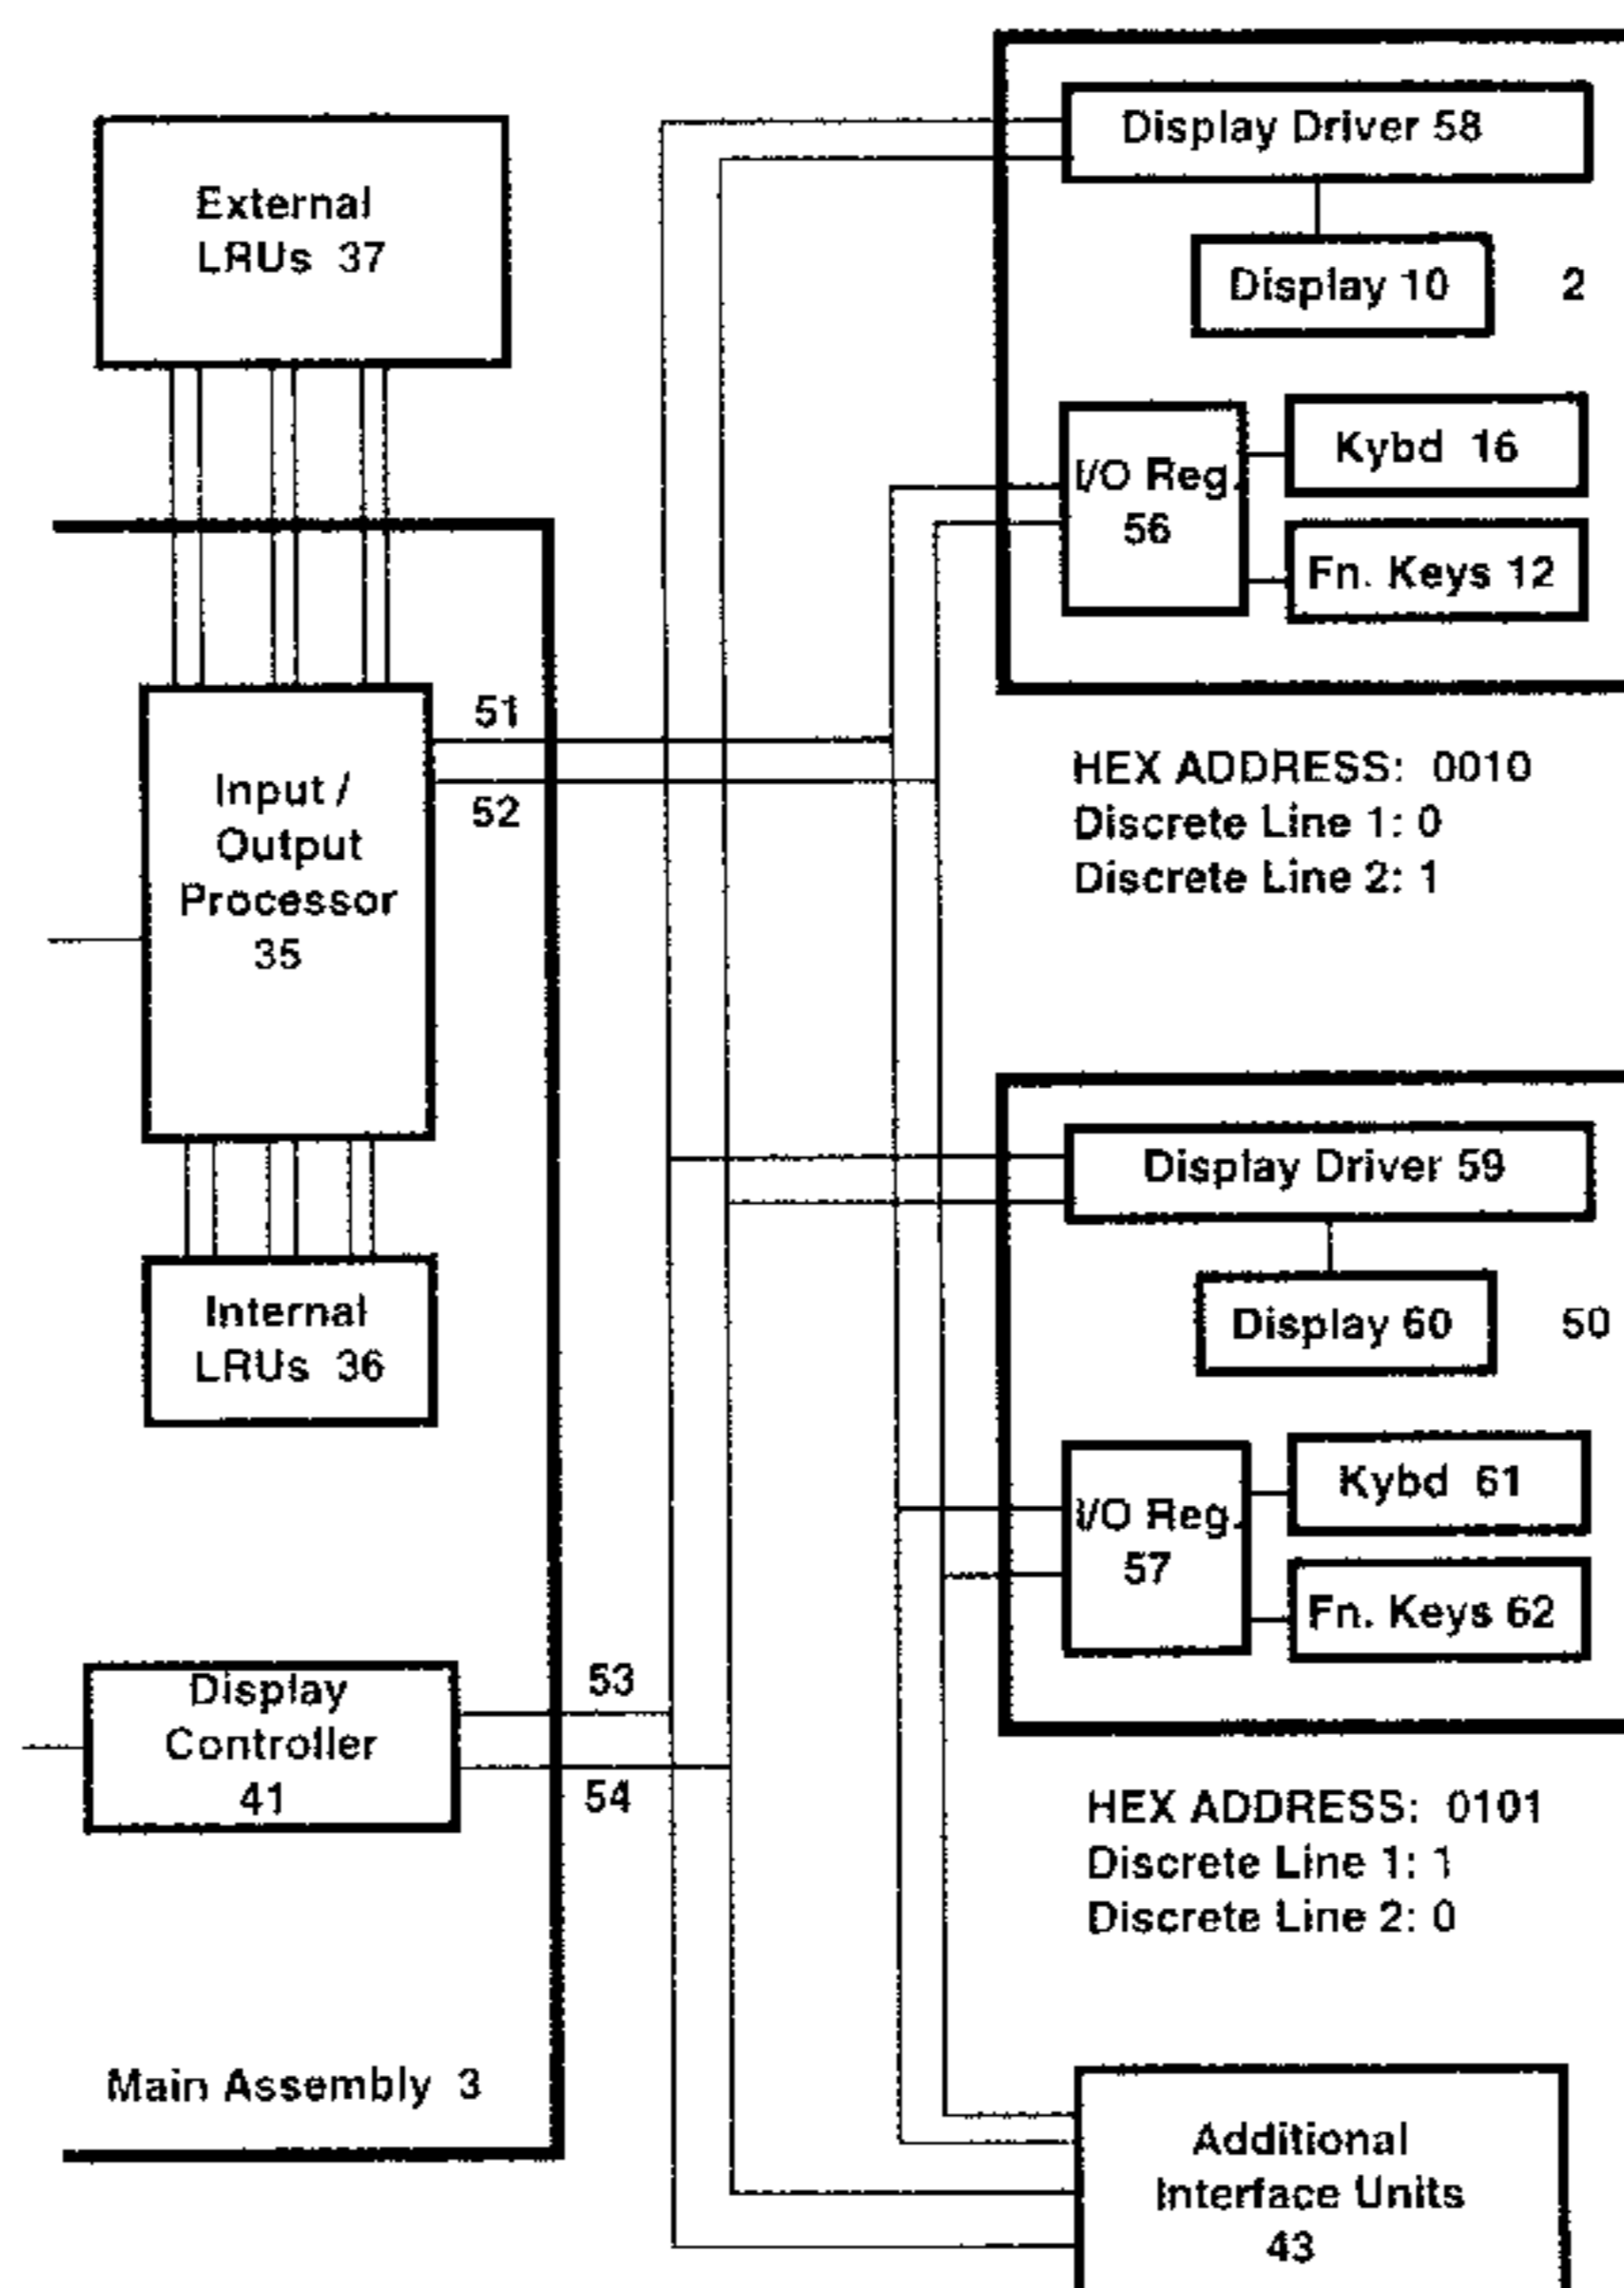 External
LRUs 37
Input /
Output
Processor
35
51
52
Internal
LRUs 36
Display
Controller
41
53
54
Main Assembly 3
Display Driver 58
Display 10
2
I/O Reg.
56
Kybd 16
Fn. Keys 12
HEX ADDRESS: 0010
Discrete Line 1: 0
Discrete Line 2: 1
Display Driver 59
Display 60
50
I/O Reg.
57
Kybd 61
Fn. Keys 62
HEX ADDRESS: 0101
Discrete Line 1: 1
Discrete Line 2: 0
Additional
Interface Units
43